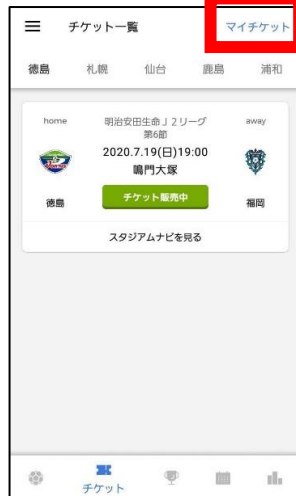 チケット一覧
マイチケット
徳島 札幌 仙台 鹿島 浦和
home
明治安田生命Ｊ２リーグ
第6節
away
2020.7.19(日)19:00
鳴門大塚
徳島
チケット販売中
福岡
スタジアムナビを見る
チケット